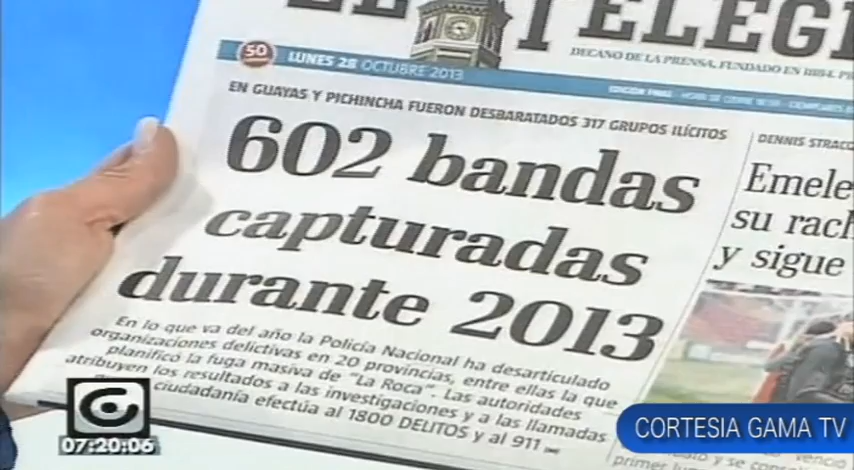 EL TELEGR
DECANO DE LA PRENSA, FUNDADO EN 1884.
50
LUNES 28 OCTUBRE 2013
EN GUAYAS Y PICHINCHA FUERON DESBARATADOS 317 GRUPOS ILÍCITOS
602 bandas
capturadas
durante 2013
En lo que va del año la Policía Nacional ha desarticulado
organizaciones delictivas en 20 provincias, entre ellas la que
planificó la fuga masiva de "La Roca". Las autoridades
atribuyen los resultados a las investigaciones y a las llamadas
ciudadanía efectúa al 1800 DELITOS y al 911
DENNIS STRACQ
Emele
su rach
y sigue
G
07:20:06
CORTESIA GAMA TV
primer